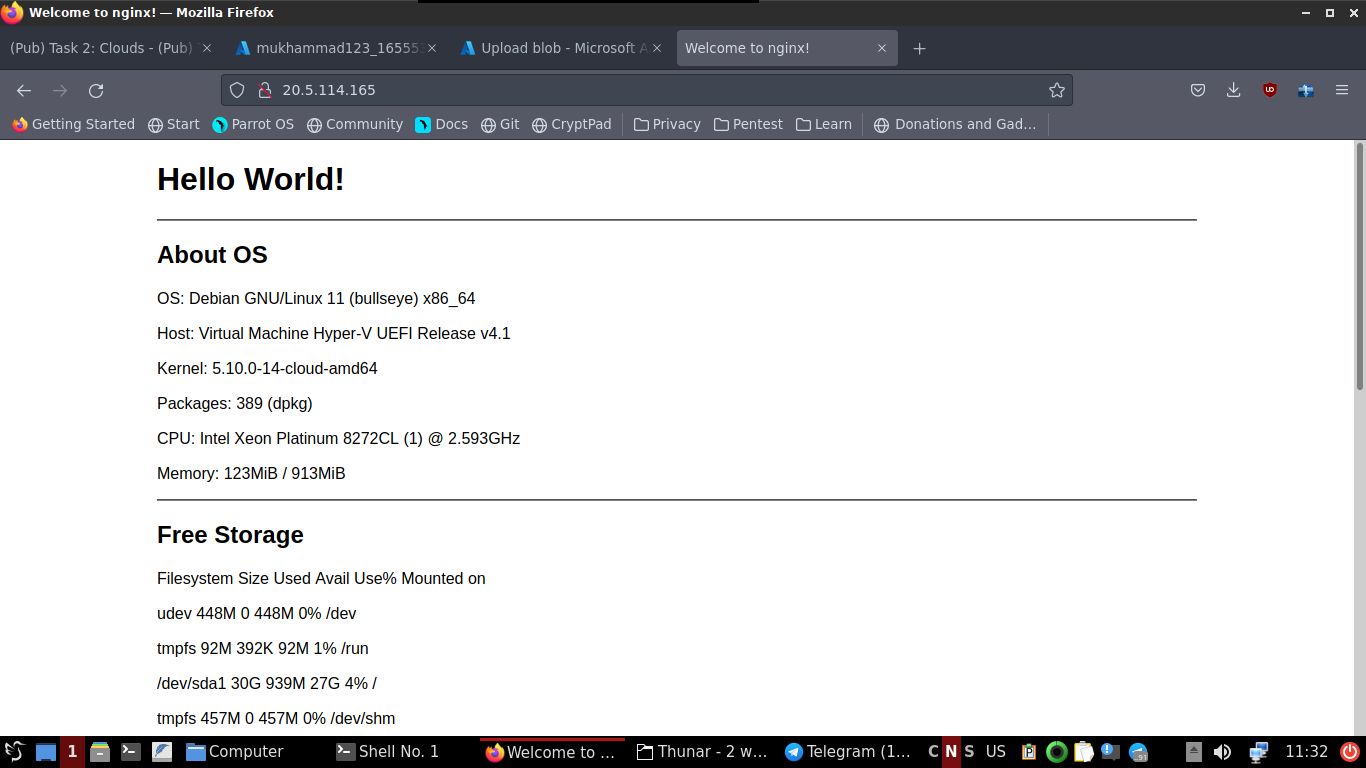 Welcome to nginx! — Mozilla Firefox
(Pub) Task 2: Clouds - (Pub)
mukhammad123_165553
Upload blob - Microsoft A
Welcome to nginx!
20.5.114.165
Getting Started Start Parrot OS Community Docs Git CryptPad Privacy Pentest Learn Donations and Gad...
Hello World!
About OS
OS: Debian GNU/Linux 11 (bullseye) x86_64
Host: Virtual Machine Hyper-V UEFI Release v4.1
Kernel: 5.10.0-14-cloud-amd64
Packages: 389 (dpkg)
CPU: Intel Xeon Platinum 8272CL (1) @ 2.593GHz
Memory: 123MiB / 913MiB
Free Storage
Filesystem Size Used Avail Use% Mounted on
udev 448M 0 448M 0% /dev
tmpfs 92M 392K 92M 1% /run
/dev/sda1 30G 939M 27G 4% /
tmpfs 457M 0 457M 0% /dev/shm
1 Computer Shell No. 1 Welcome to ... Thunar - 2 w... Telegram (1... C N S US 91 11:32